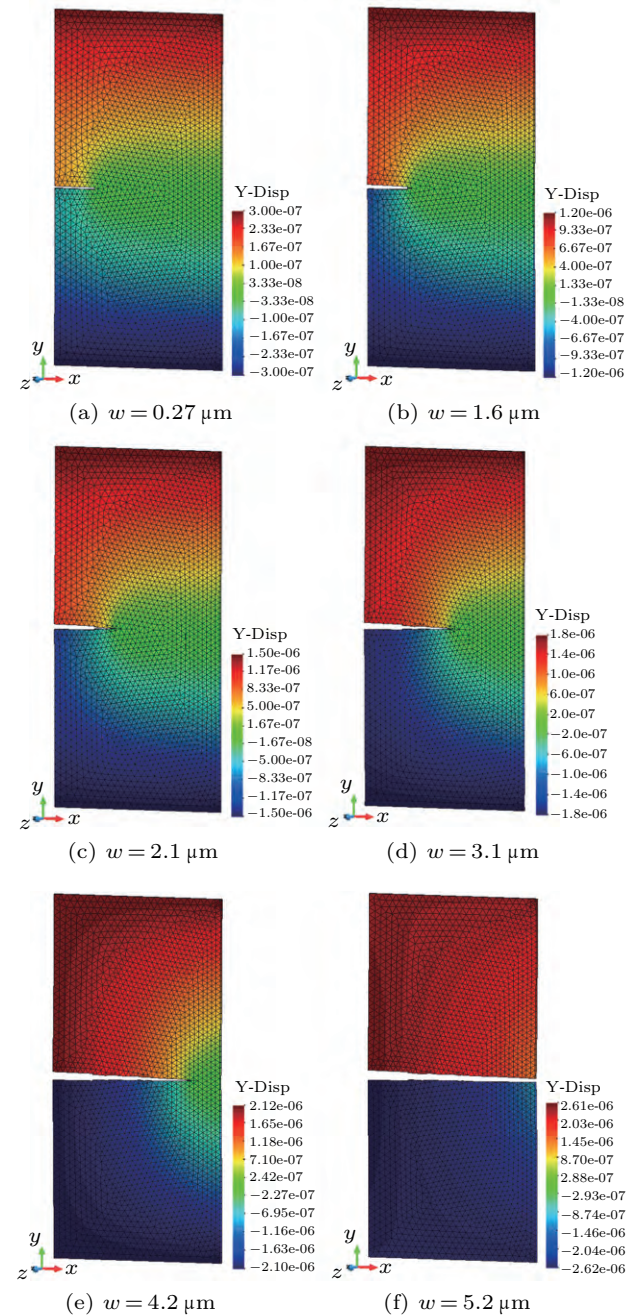 Y-Disp
3.00e-07
2.33e-07
1.67e-07
1.00e-07
3.33e-08
−3.33e-08
−1.00e-07
−1.67e-07
−2.33e-07
−3.00e-07
y
z x
(a) w = 0.27 μm
Y-Disp
1.20e-06
9.33e-07
6.67e-07
4.00e-07
1.33e-07
−1.33e-08
−4.00e-07
−6.67e-07
−9.33e-07
−1.20e-06
y
z x
(b) w = 1.6 μm
Y-Disp
1.50e-06
1.17e-06
8.33e-07
5.00e-07
1.67e-07
−1.67e-08
−5.00e-07
−8.33e-07
−1.17e-07
−1.50e-06
y
z x
(c) w = 2.1 μm
Y-Disp
1.8e-06
1.4e-06
1.0e-06
6.0e-07
2.0e-07
−2.0e-07
−6.0e-07
−1.0e-06
−1.4e-06
−1.8e-06
y
z x
(d) w = 3.1 μm
Y-Disp
2.12e-06
1.65e-06
1.18e-06
7.10e-07
2.42e-07
−2.27e-07
−6.95e-07
−1.16e-06
−1.63e-06
−2.10e-06
y
z x
(e) w = 4.2 μm
Y-Disp
2.61e-06
2.03e-06
1.45e-06
8.70e-07
2.88e-07
−2.93e-07
−8.74e-07
−1.46e-06
−2.04e-06
−2.62e-06
y
z x
(f) w = 5.2 μm